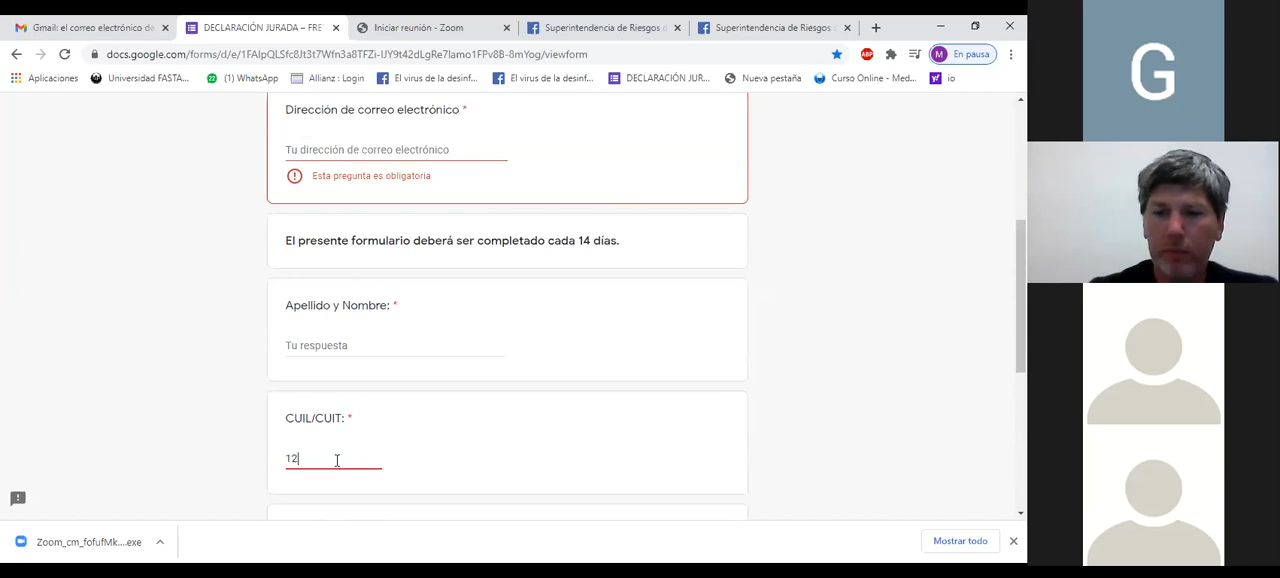 Gmail: el correo electrónico de
DECLARACIÓN JURADA – FRE
Iniciar reunión - Zoom
Superintendencia de Riesgos d
Superintendencia de Riesgos d
docs.google.com/forms/d/e/
/viewform
ABP
M En pausa
Aplicaciones
Universidad FASTA...
(1) WhatsApp
Allianz : Login
El virus de la desinf...
El virus de la desinf...
DECLARACIÓN JUR...
Nueva pestaña
Curso Online - Med...
io
Dirección de correo electrónico *
Tu dirección de correo electrónico
Esta pregunta es obligatoria
El presente formulario deberá ser completado cada 14 días.
Apellido y Nombre: *
Tu respuesta
CUIL/CUIT: *
12
Zoom_cm_fofufMk....exe
Mostrar todo
G